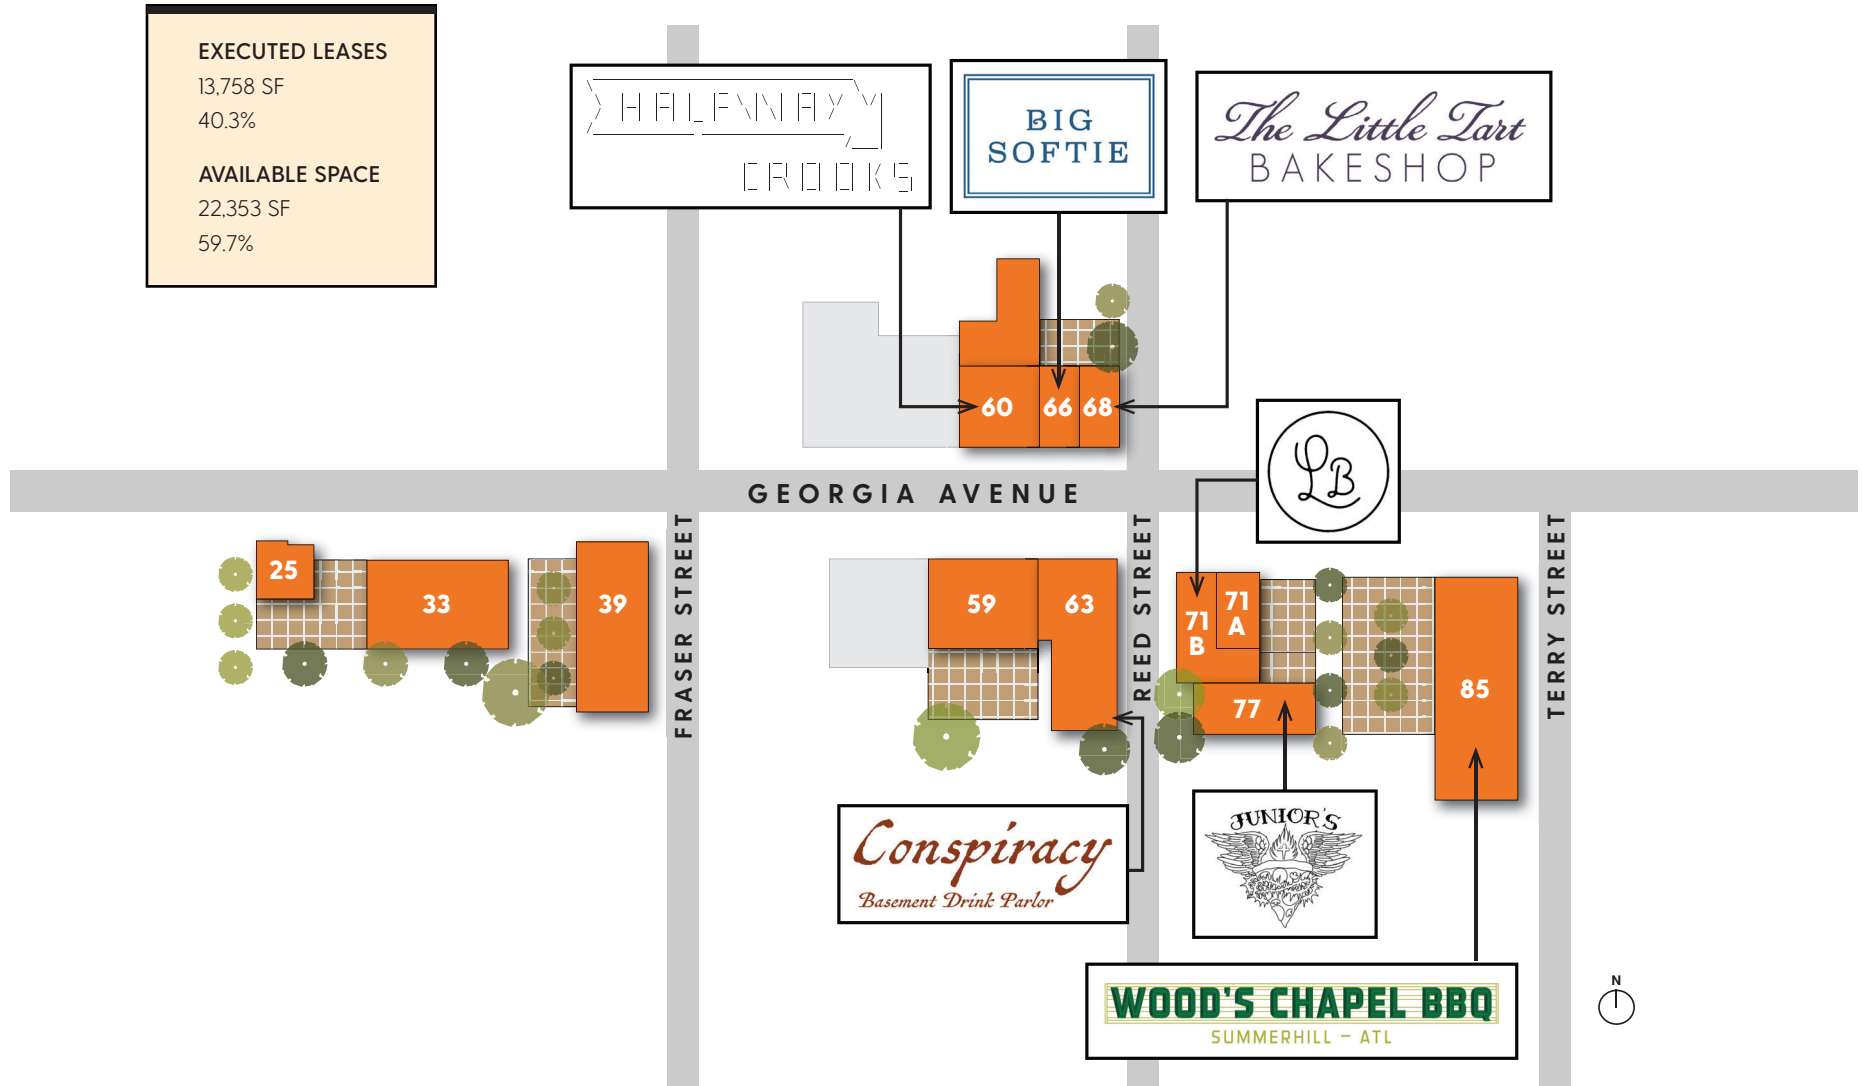 EXECUTED LEASES
13,758 SF
40.3%
AVAILABLE SPACE
22,353 SF
59.7%
HALFWAY
CROOKS
BIG
SOFTIE
The Little Tart
BAKESHOP
60
66
68
LB
GEORGIA AVENUE
FRASER STREET
REED STREET
TERRY STREET
25
33
39
59
63
71
B
71
A
77
85
Conspiracy
Basement Drink Parlor
JUNIOR'S
WOOD'S CHAPEL BBQ
SUMMERHILL – ATL
N